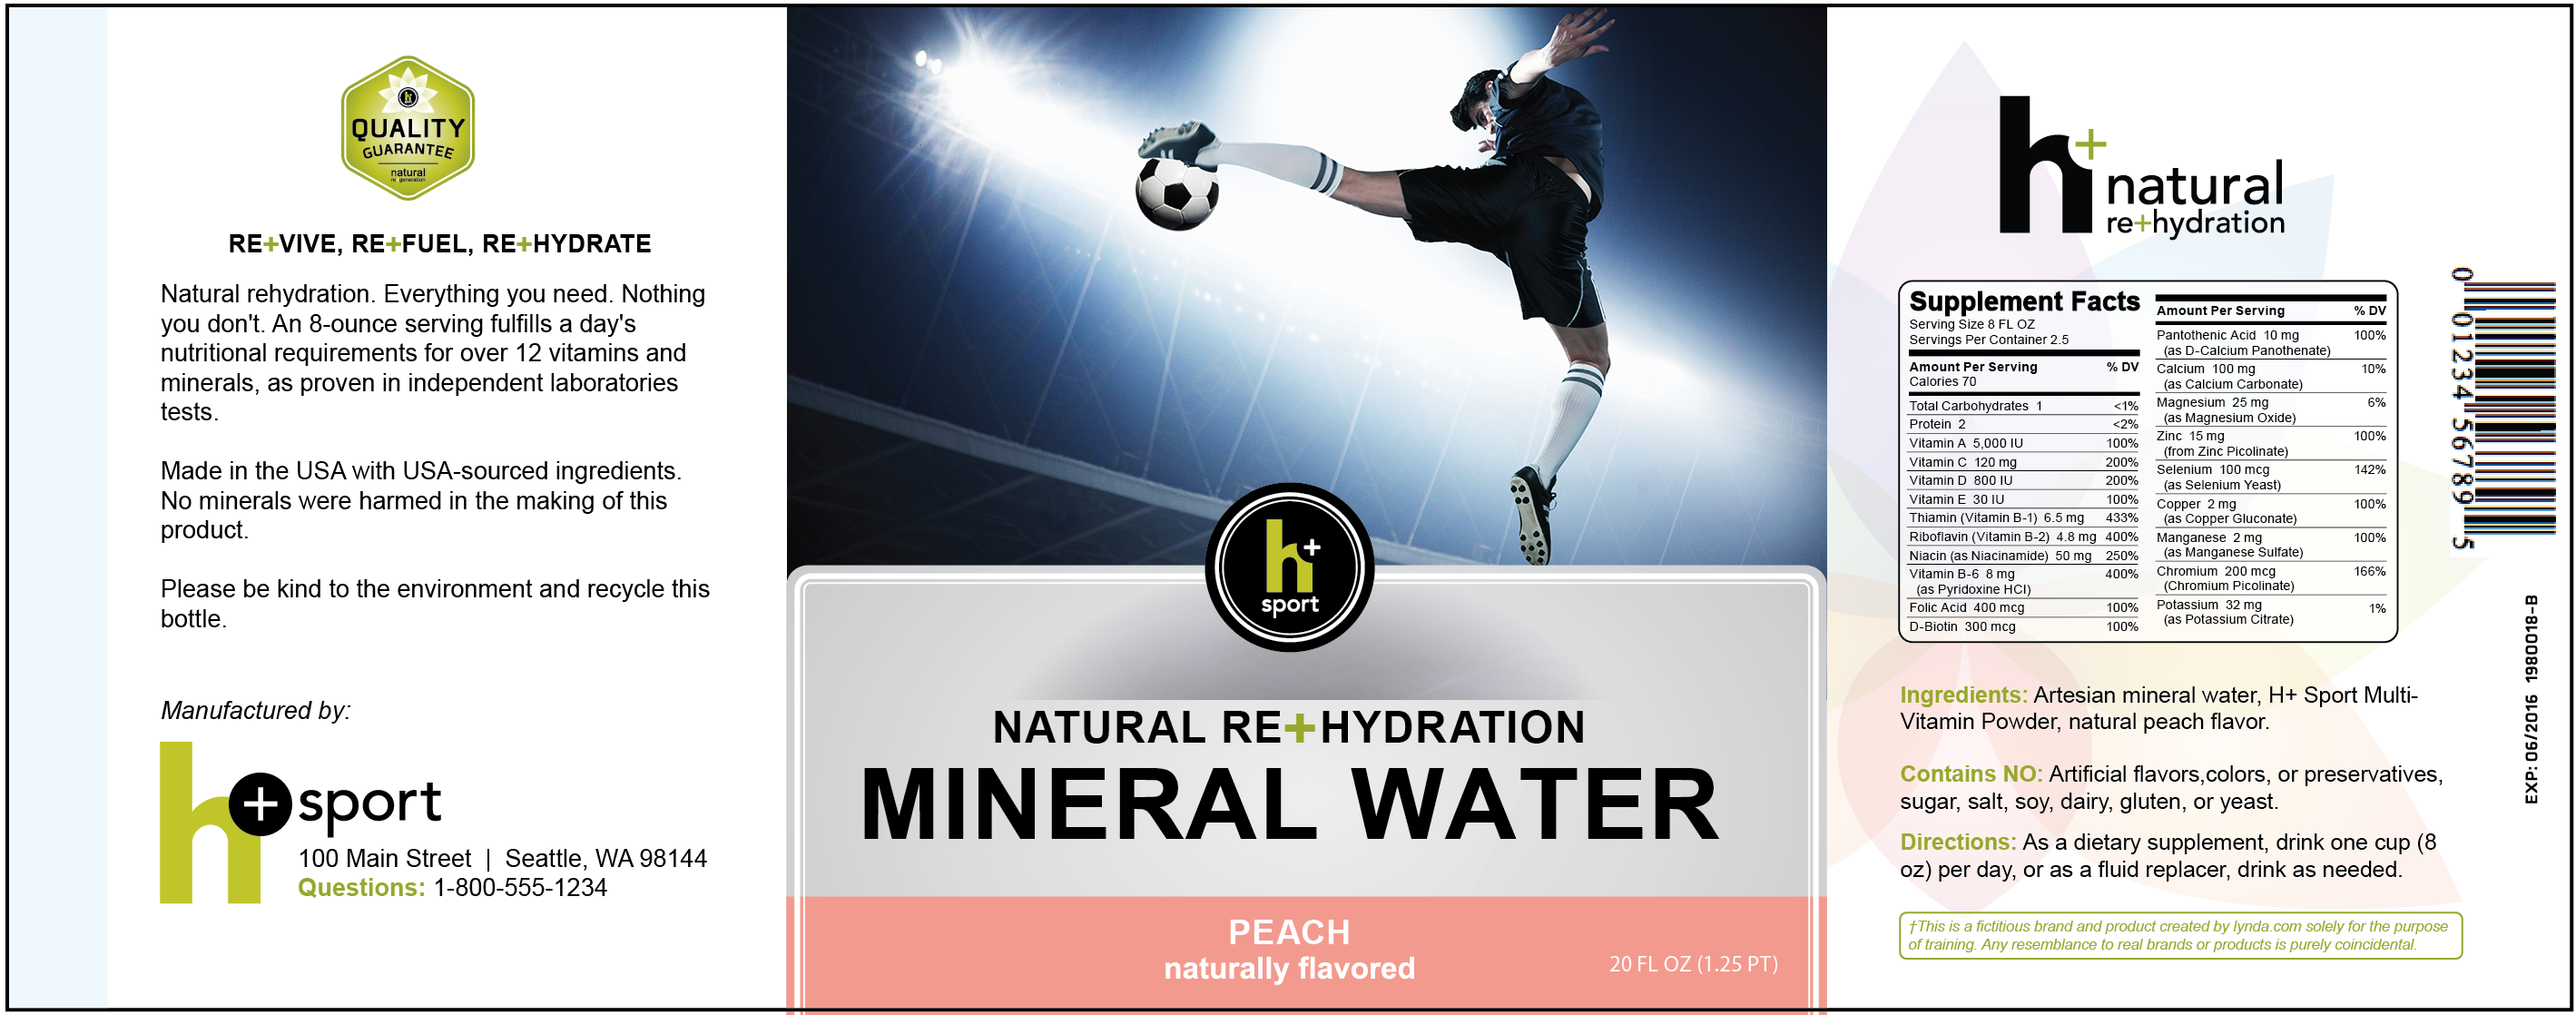 h
QUALITY
GUARANTEE
natural
re+generation
RE+VIVE, RE+FUEL, RE+HYDRATE
Natural rehydration. Everything you need. Nothing
you don't. An 8-ounce serving fulfills a day's
nutritional requirements for over 12 vitamins and
minerals, as proven in independent laboratories
tests.
Made in the USA with USA-sourced ingredients.
No minerals were harmed in the making of this
product.
Please be kind to the environment and recycle this
bottle.
Manufactured by:
h+ sport
100 Main Street | Seattle, WA 98144
Questions: 1-800-555-1234
h+
sport
NATURAL RE+HYDRATION
MINERAL WATER
PEACH
naturally flavored
20 FL OZ (1.25 PT)
h+ natural
re+hydration
Supplement Facts
Serving Size 8 FL OZ
Servings Per Container 2.5
Amount Per Serving % DV
Calories 70
Total Carbohydrates 1 <1%
Protein 2 <2%
Vitamin A 5,000 IU 100%
Vitamin C 120 mg 200%
Vitamin D 800 IU 200%
Vitamin E 30 IU 100%
Thiamin (Vitamin B-1) 6.5 mg 433%
Riboflavin (Vitamin B-2) 4.8 mg 400%
Niacin (as Niacinamide) 50 mg 250%
Vitamin B-6 8 mg 400%
(as Pyridoxine HCI)
Folic Acid 400 mcg 100%
D-Biotin 300 mcg 100%
Amount Per Serving % DV
Pantothenic Acid 10 mg 100%
(as D-Calcium Panothenate)
Calcium 100 mg 10%
(as Calcium Carbonate)
Magnesium 25 mg 6%
(as Magnesium Oxide)
Zinc 15 mg 100%
(from Zinc Picolinate)
Selenium 100 mcg 142%
(as Selenium Yeast)
Copper 2 mg 100%
(as Copper Gluconate)
Manganese 2 mg 100%
(as Manganese Sulfate)
Chromium 200 mcg 166%
(Chromium Picolinate)
Potassium 32 mg 1%
(as Potassium Citrate)
0 01234 56789 5
EXP: 06/2016 1980018-B
Ingredients: Artesian mineral water, H+ Sport Multi-
Vitamin Powder, natural peach flavor.
Contains NO: Artificial flavors,colors, or preservatives,
sugar, salt, soy, dairy, gluten, or yeast.
Directions: As a dietary supplement, drink one cup (8
oz) per day, or as a fluid replacer, drink as needed.
†This is a fictitious brand and product created by lynda.com solely for the purpose
of training. Any resemblance to real brands or products is purely coincidental.